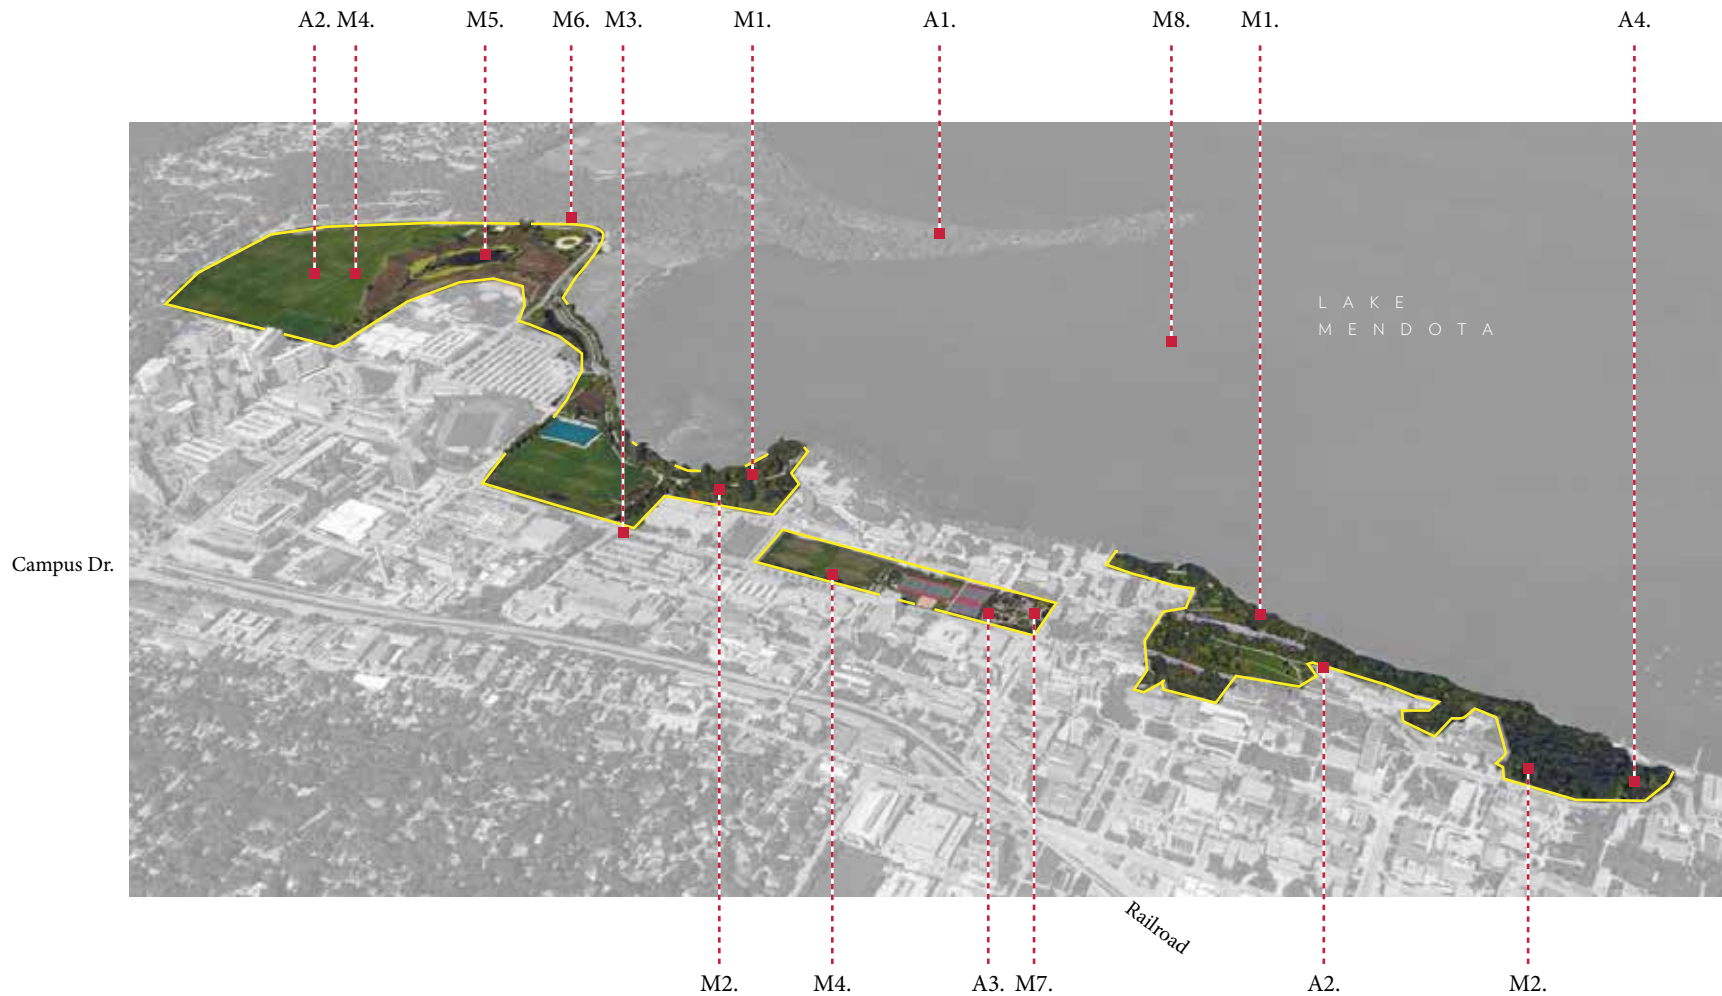 A2. M4. M5. M6. M3. M1. A1. M8. M1. A4.
LAKE
MENDOTA
Campus Dr.
Railroad
M2. M4. A3. M7. A2. M2.